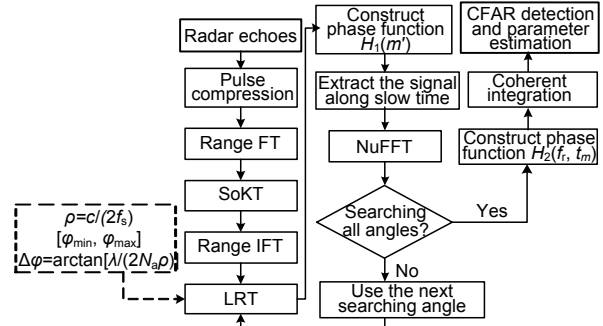 Radar echoes
Pulse
compression
Range FT
SoKT
Range IFT
LRT
ρ=c/(2fs)
[φmin, φmax]
Δφ=arctan[λ/(2Naρ)
Construct
phase function
H1(m')
Extract the signal
along slow time
NuFFT
Searching
all angles?
Yes
No
Use the next
searching angle
Construct phase
function H2(fr, tm)
Coherent
integration
CFAR detection
and parameter
estimation